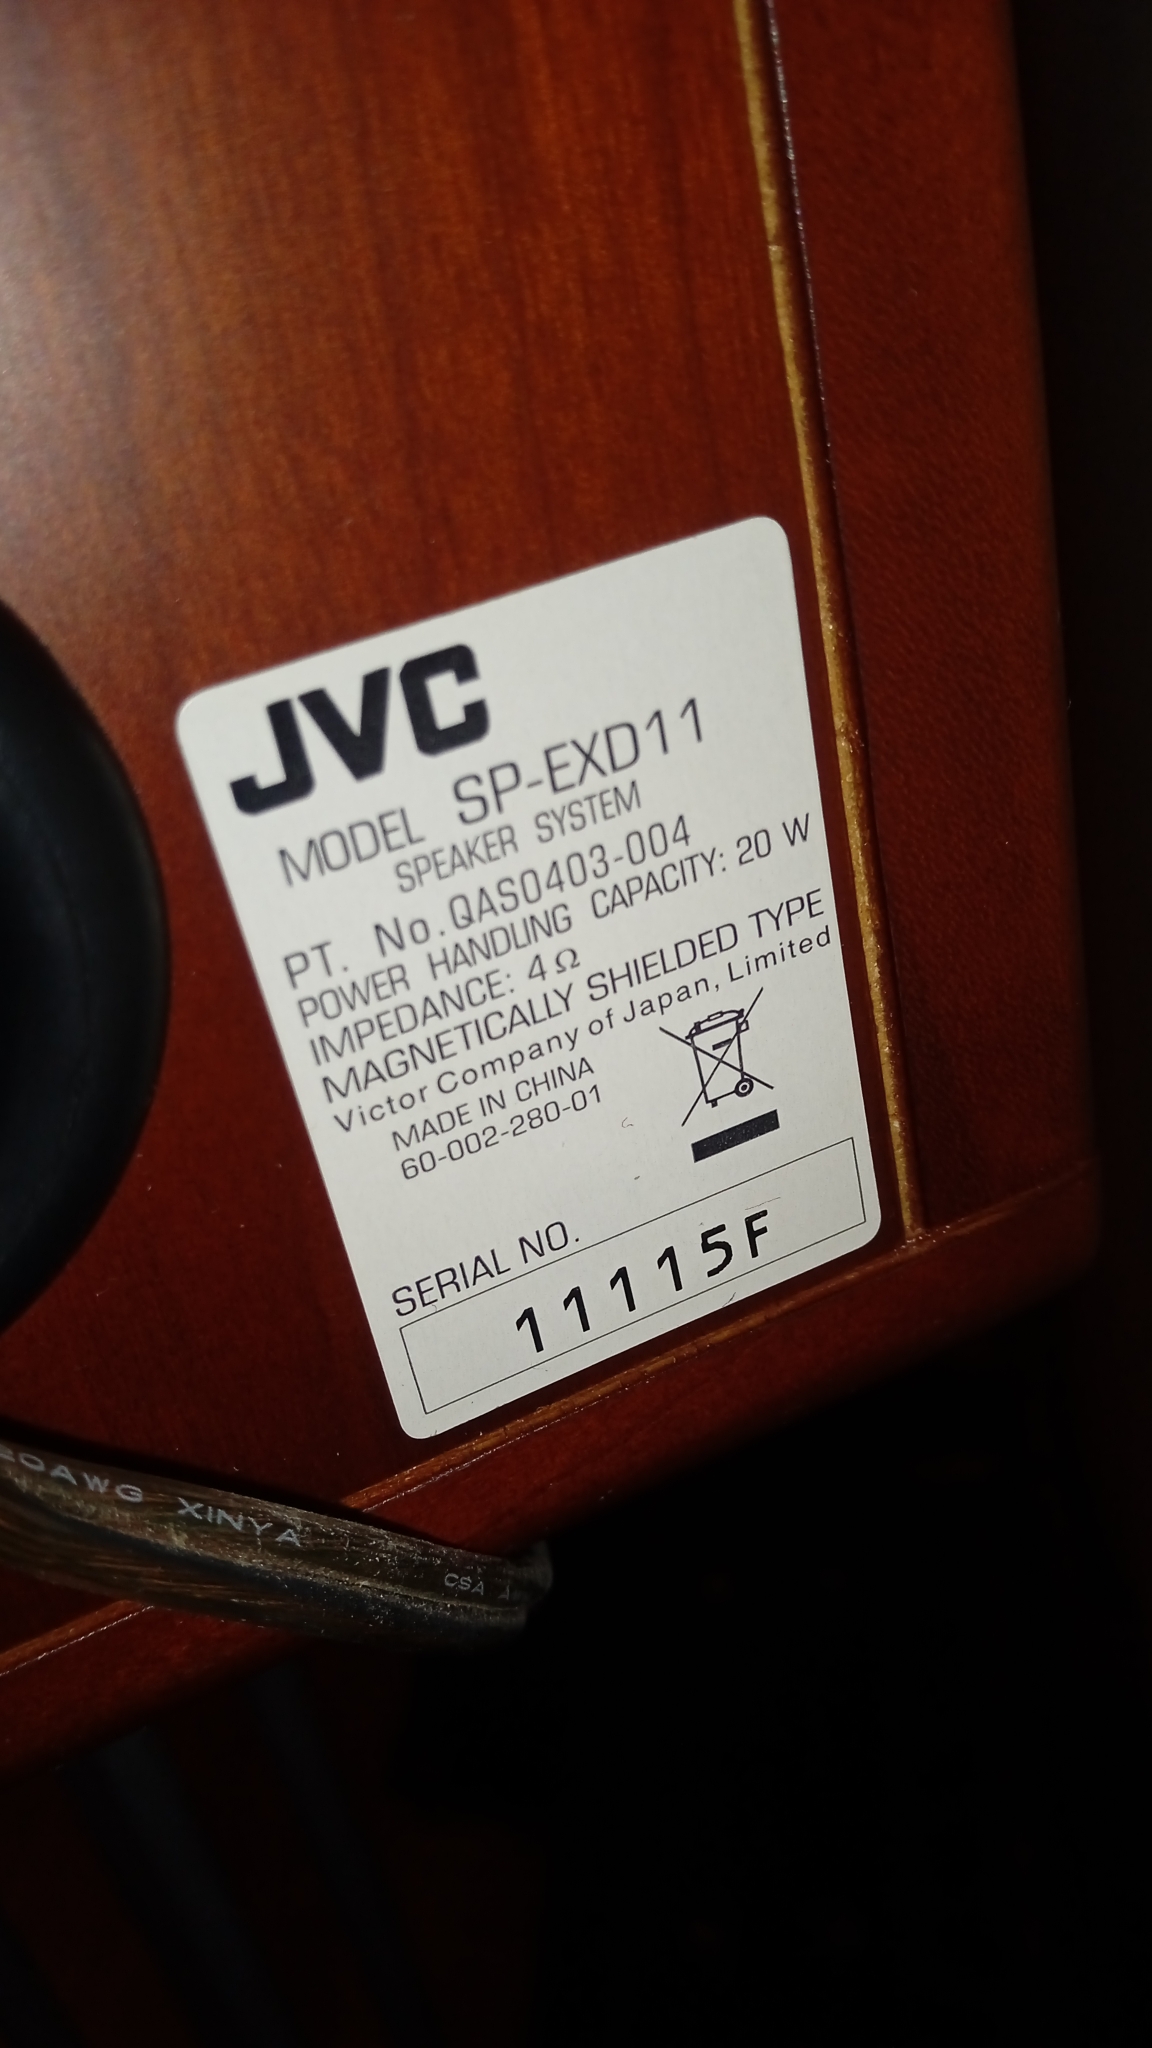 JVC
MODEL SP-EXD11
SPEAKER SYSTEM
PT. No. QAS0403-004
POWER HANDLING CAPACITY: 20 W
IMPEDANCE: 4Ω
MAGNETICALLY SHIELDED TYPE
Victor Company of Japan, Limited
MADE IN CHINA
60-002-280-01
SERIAL NO.
11115F
XINYA
CSA